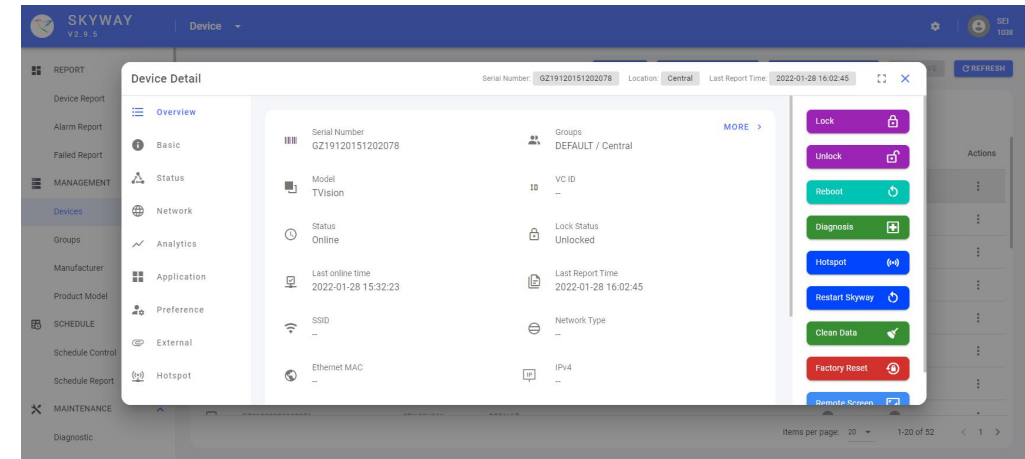 SKYWAY
V2.9.5
Device
SEI
1038
REPORT
Device Report
Alarm Report
Failed Report
MANAGEMENT
Devices
Groups
Manufacturer
Product Model
SCHEDULE
Schedule Control
Schedule Report
MAINTENANCE
Diagnostic
REFRESH
Actions
Device Detail
Serial Number: GZ19120151202078 Location: Central Last Report Time: 2022-01-28 16:02:45
Overview
Basic
Status
Network
Analytics
Application
Preference
External
Hotspot
MORE >
Serial Number
GZ19120151202078
Groups
DEFAULT / Central
Model
TVision
ID
VC ID
--
Status
Online
Lock Status
Unlocked
Last online time
2022-01-28 15:32:23
Last Report Time
2022-01-28 16:02:45
SSID
--
Network Type
--
Ethernet MAC
--
IP
IPv4
--
Lock
Unlock
Reboot
Diagnosis
Hotspot
Restart Skyway
Clean Data
Factory Reset
Remote Screen
Items per page: 20 1-20 of 52 < 1 >